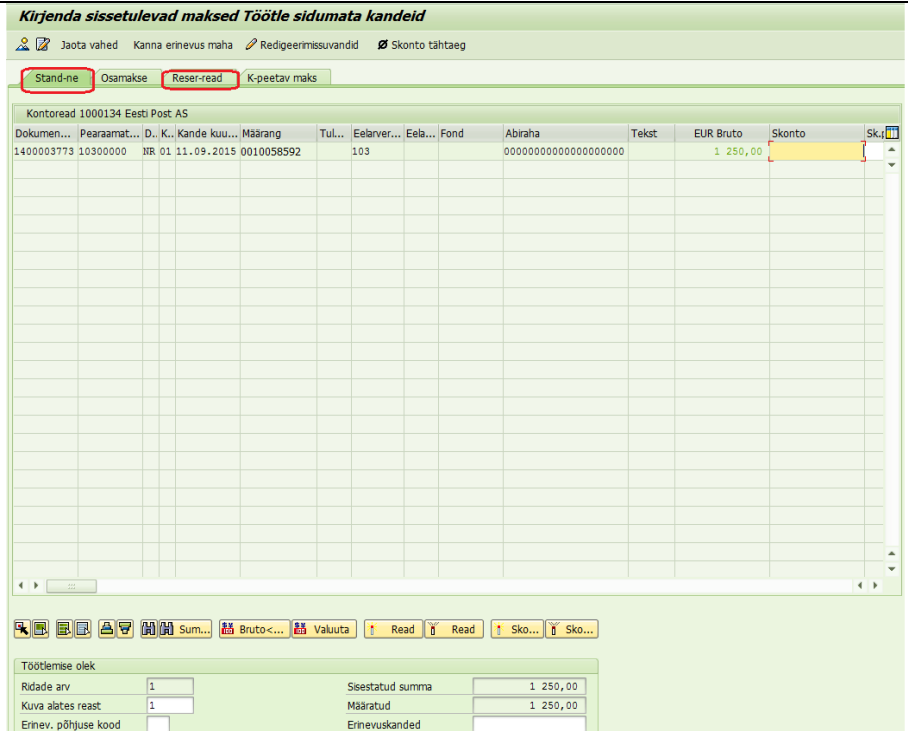 Kirjenda sissetulevad maksed Töötle sidumata kandeid
Jaota vahed Kanna erinevus maha Redigeerimissuvandid Skonto tähtaeg
Stand-ne Osamakse Reser-read K-peetav maks
Kontoread 1000134 Eesti Post AS
Dokumen... Pearaamat... D.. K.. Kande kuu... Määrang Tul... Eelarver... Eela... Fond Abiraha Tekst EUR Bruto Skonto Sk.p
1400003773 10300000 NR 01 11.09.2015 0010058592 103 00000000000000000000 1 250,00
Sum... Bruto<... Valuuta Read Read Sko... Sko...
Töötlemise olek
Ridade arv 1 Sisestatud summa 1 250,00
Kuva alates reast 1 Määratud 1 250,00
Erinev. põhjuse kood Erinevuskanded